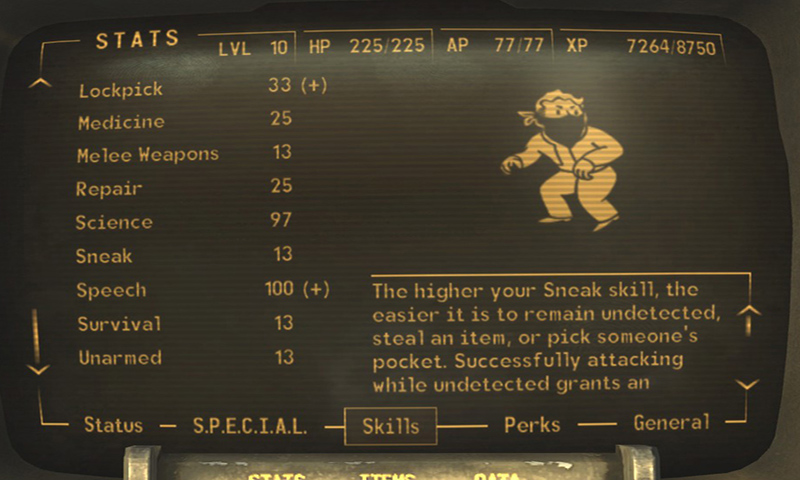 STATS LVL 10 HP 225/225 AP 77/77 XP 7264/8750
Lockpick 33 (+)
Medicine 25
Melee Weapons 13
Repair 25
Science 97
Sneak 13
Speech 100 (+)
Survival 13
Unarmed 13
The higher your Sneak skill, the
easier it is to remain undetected,
steal an item, or pick someone's
pocket. Successfully attacking
while undetected grants an
Status S.P.E.C.I.A.L. Skills Perks General
STATS ITEMS DATA